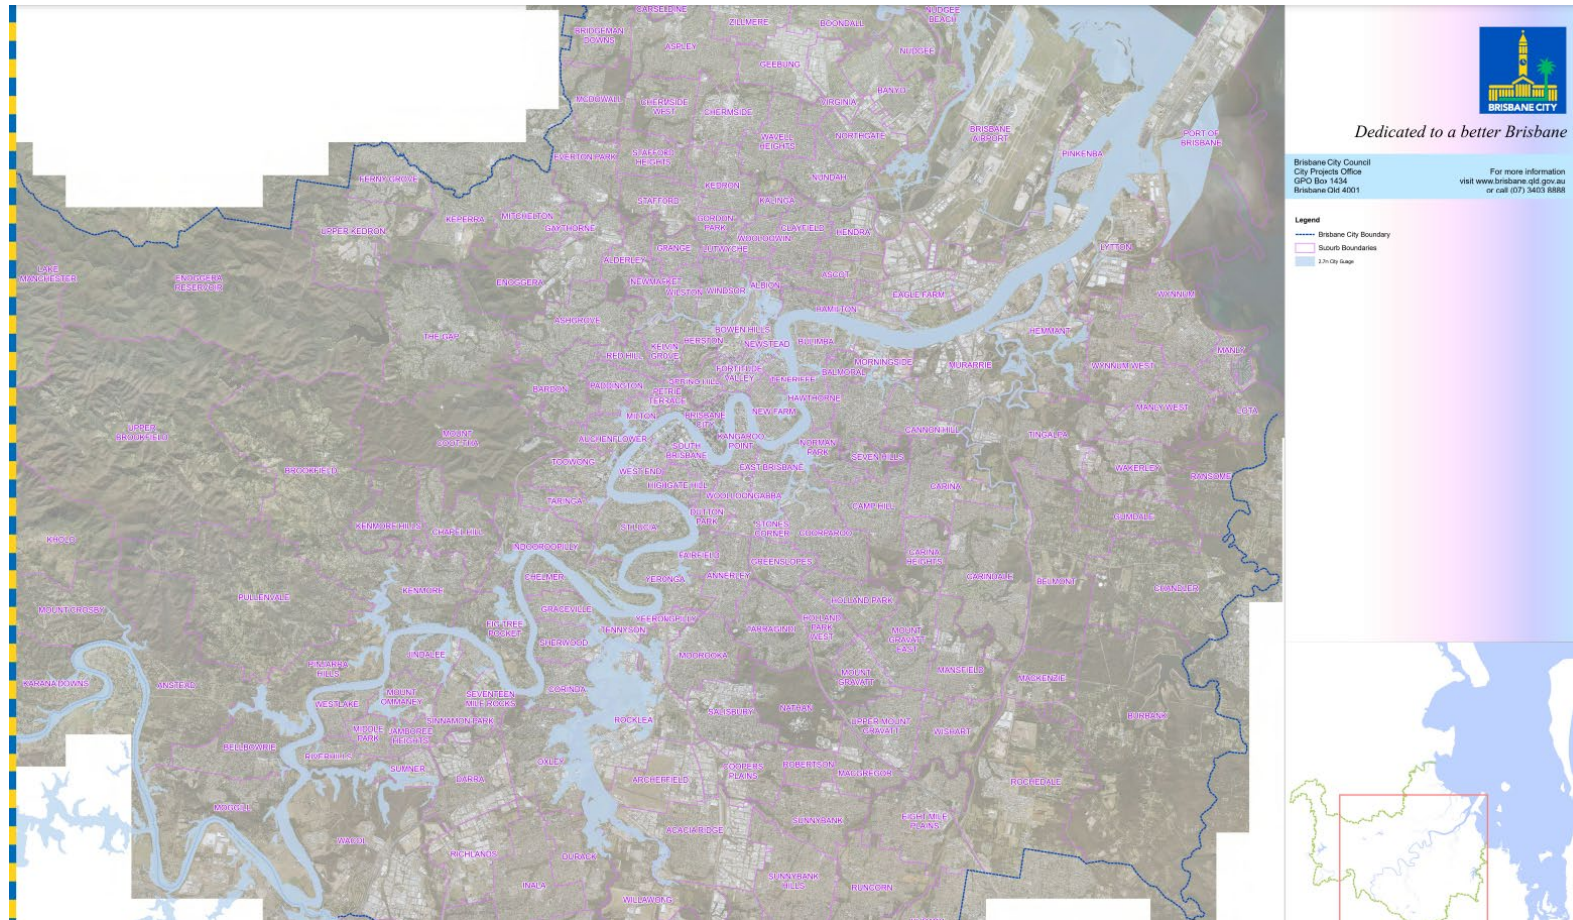 CARSELDINE
ZILLMERE
BOONDALL
NUDGEE
BEACH
BRIDGEMAN
DOWNS
ASPLEY
NUDGEE
GEEBUNG
BANYO
MCDOWALL
CHERMSIDE
WEST
CHERMSIDE
VIRGINIA
BRISBANE
AIRPORT
PORT OF
BRISBANE
WAVELL
HEIGHTS
NORTHGATE
PINKENBA
EVERTON PARK
STAFFORD
HEIGHTS
NUNDAH
FERNY GROVE
KEDRON
STAFFORD
KALINGA
KEPERRA
MITCHELTON
GAYTHORNE
GORDON
PARK
UPPER KEDRON
WOOLOOWIN
CLAYFIELD
HENDRA
GRANGE
LUTWYCHE
LYTTON
ALDERLEY
LAKE
MANCHESTER
ENOGGERA
RESERVOIR
ENOGGERA
NEWMARKET
WILSTON
WINDSOR
ALBION
ASCOT
EAGLE FARM
WYNNUM
HAMILTON
ASHGROVE
THE GAP
BOWEN HILLS
HEMMANT
KELVIN
GROVE
HERSTON
NEWSTEAD
BULIMBA
RED HILL
MORNINGSIDE
MURARRIE
WYNNUM WEST
MANLY
FORTITUDE
VALLEY
TENERIFFE
BALMORAL
BARDON
PADDINGTON
SPRING HILL
PETRIE
TERRACE
HAWTHORNE
MILTON
BRISBANE
CITY
NEW FARM
MANLY WEST
LOTA
UPPER
BROOKFIELD
MOUNT
COOT-THA
AUCHENFLOWER
KANGAROO
POINT
NORMAN
PARK
CANNON HILL
TINGALPA
SOUTH
BRISBANE
SEVEN HILLS
TOOWONG
WEST END
EAST BRISBANE
WAKERLEY
RANSOME
BROOKFIELD
HIGHGATE HILL
CARINA
TARINGA
WOOLLOONGABBA
CAMP HILL
DUTTON
PARK
GUMDALE
KENMORE HILLS
CHAPEL HILL
ST LUCIA
STONES
CORNER
COORPAROO
KHOLO
INDOOROOPILLY
FAIRFIELD
GREENSLOPES
CARINA
HEIGHTS
CHELMER
YERONGA
ANNERLEY
CARINDALE
BELMONT
CHANDLER
PULLENVALE
KENMORE
HOLLAND PARK
MOUNT CROSBY
GRACEVILLE
FIG TREE
POCKET
YEERONGPILLY
TENNYSON
TARRAGINDI
HOLLAND
PARK
WEST
MOUNT
GRAVATT
EAST
SHERWOOD
JINDALEE
MOOROOKA
PINJARRA
HILLS
MOUNT
GRAVATT
MANSFIELD
MACKENZIE
KARANA DOWNS
ANSTEAD
CORINDA
MOUNT
OMMANEY
SEVENTEEN
MILE ROCKS
WESTLAKE
ROCKLEA
SALISBURY
NATHAN
BURBANK
SINNAMON PARK
MIDDLE
PARK
JAMBOREE
HEIGHTS
UPPER MOUNT
GRAVATT
WISHART
BELLBOWRIE
RIVERHILLS
OXLEY
SUMNER
DARRA
ARCHERFIELD
COOPERS
PLAINS
ROBERTSON
MACGREGOR
ROCHEDALE
MOGGILL
SUNNYBANK
EIGHT MILE
PLAINS
ACACIA RIDGE
WACOL
RICHLANDS
DURACK
INALA
SUNNYBANK
HILLS
RUNCORN
WILLAWONG
BRISBANE CITY
Dedicated to a better Brisbane
Brisbane City Council
City Projects Office
GPO Box 1434
Brisbane Qld 4001
For more information
visit www.brisbane.qld.gov.au
or call (07) 3403 8888
Legend
Brisbane City Boundary
Suburb Boundaries
2.7m City Guage